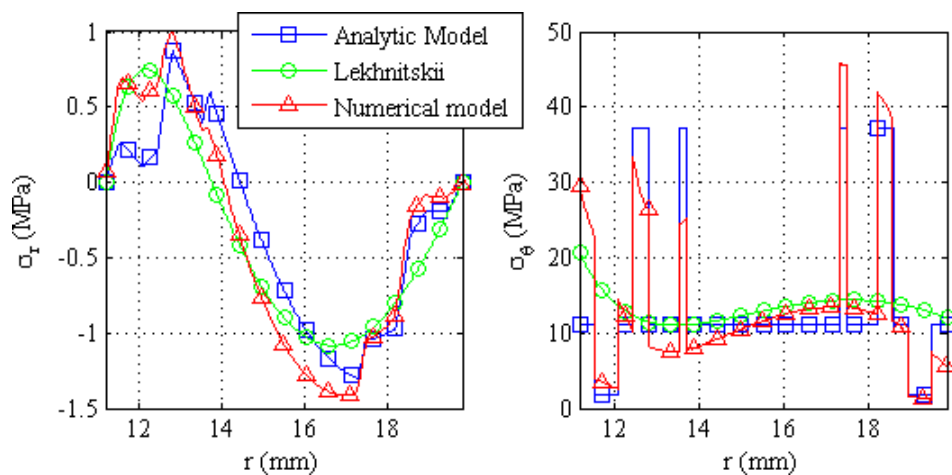 Analytic Model
Lekhnitskii
Numerical model
1
0.5
0
-0.5
-1
-1.5
12
14
16
18
r (mm)
σr (MPa)
50
40
30
20
10
0
12
14
16
18
r (mm)
σθ (MPa)